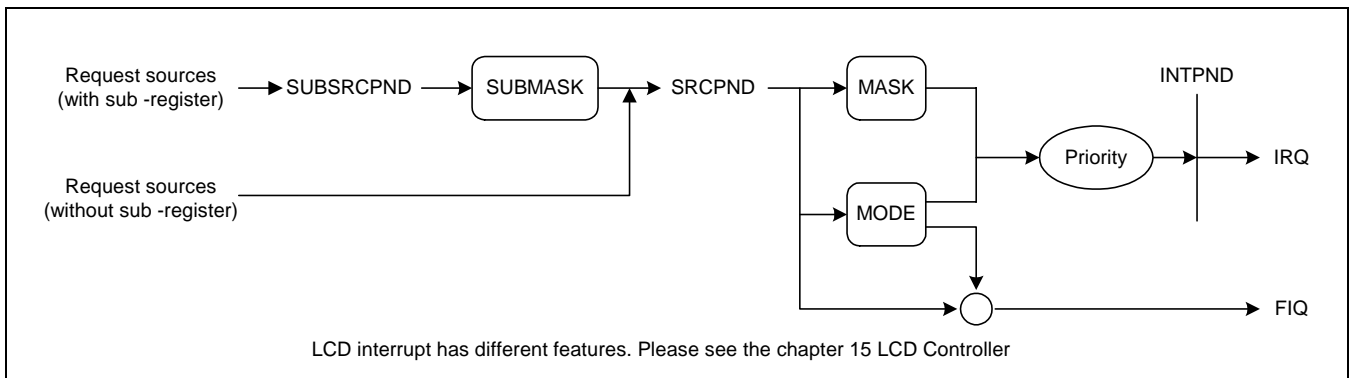 Request sources
(with sub -register)
SUBSRCPND
SUBMASK
SRCPND
MASK
INTPND
Request sources
(without sub -register)
MODE
Priority
IRQ
FIQ
LCD interrupt has different features. Please see the chapter 15 LCD Controller